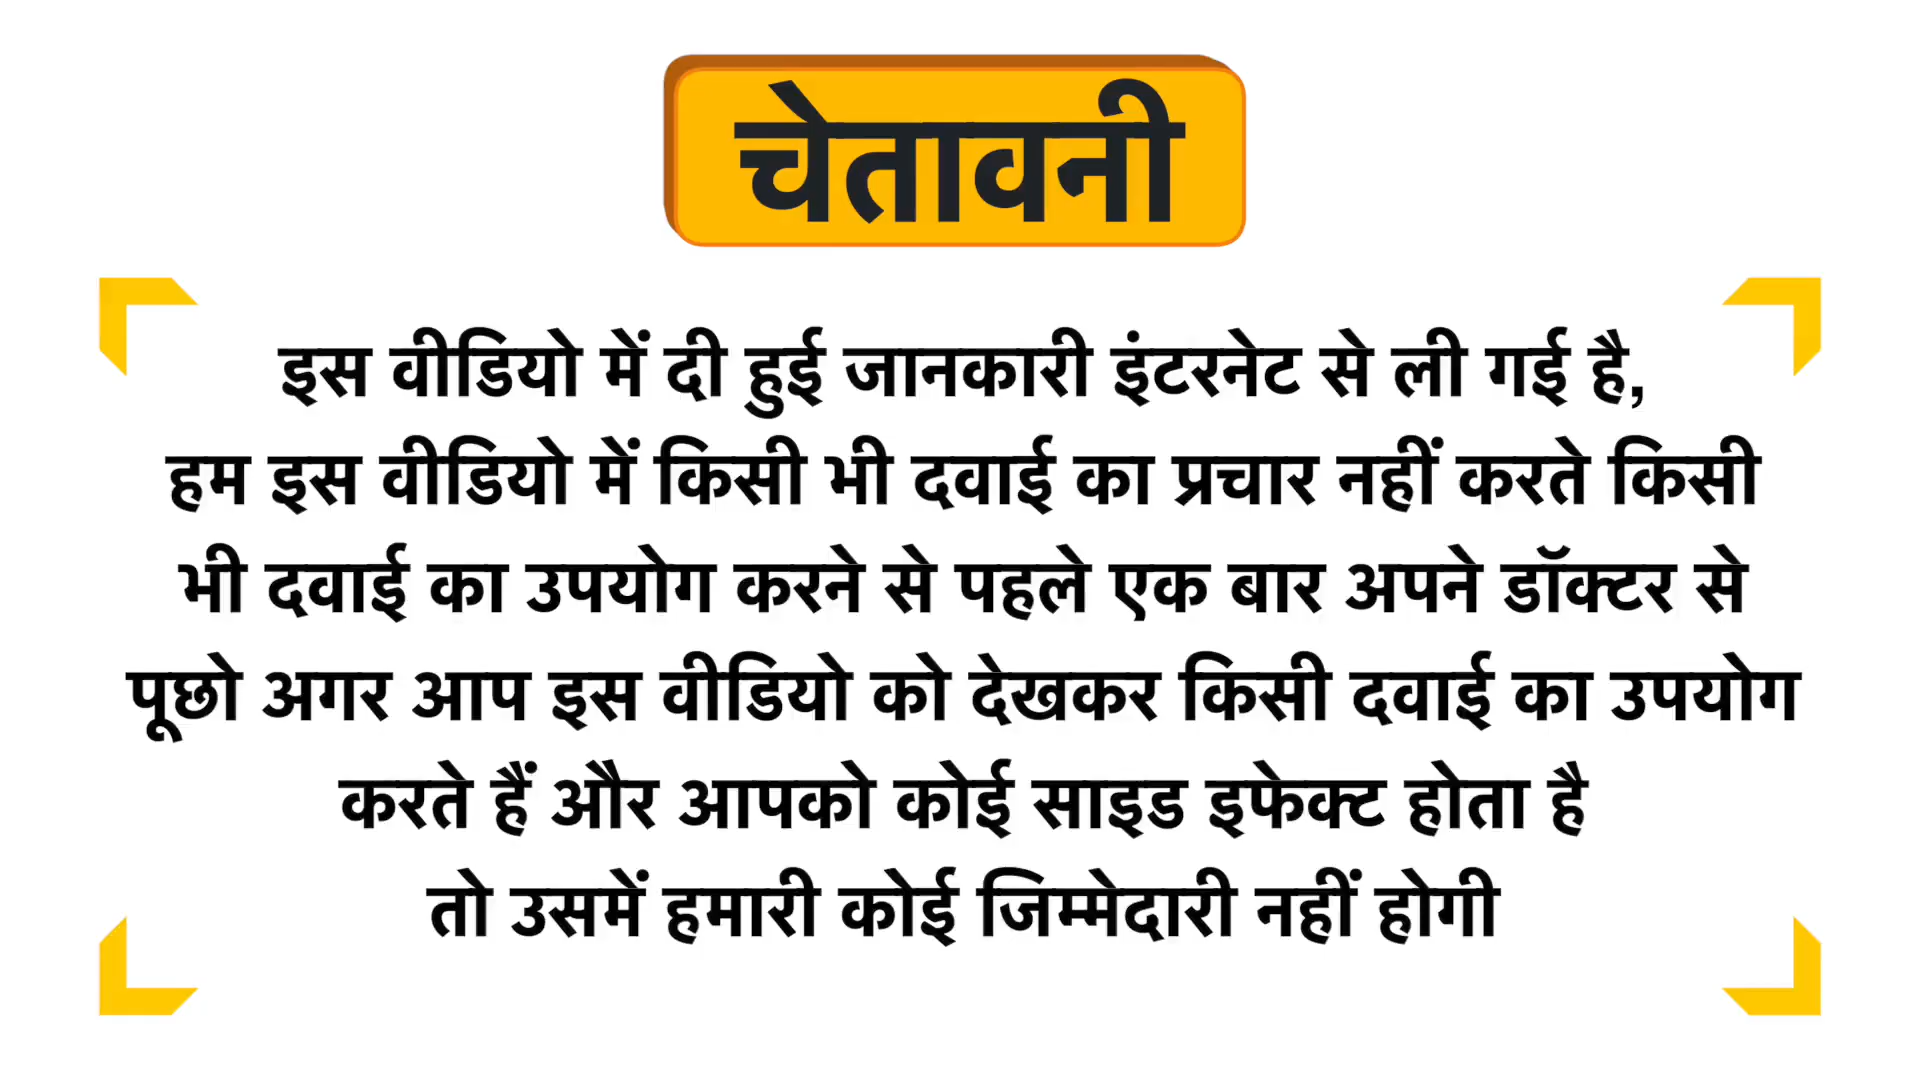 चेतावनी
इस वीडियो में दी हुई जानकारी इंटरनेट से ली गई है,
हम इस वीडियो में किसी भी दवाई का प्रचार नहीं करते किसी
भी दवाई का उपयोग करने से पहले एक बार अपने डॉक्टर से
पूछो अगर आप इस वीडियो को देखकर किसी दवाई का उपयोग
करते हैं और आपको कोई साइड इफेक्ट होता है
तो उसमें हमारी कोई जिम्मेदारी नहीं होगी